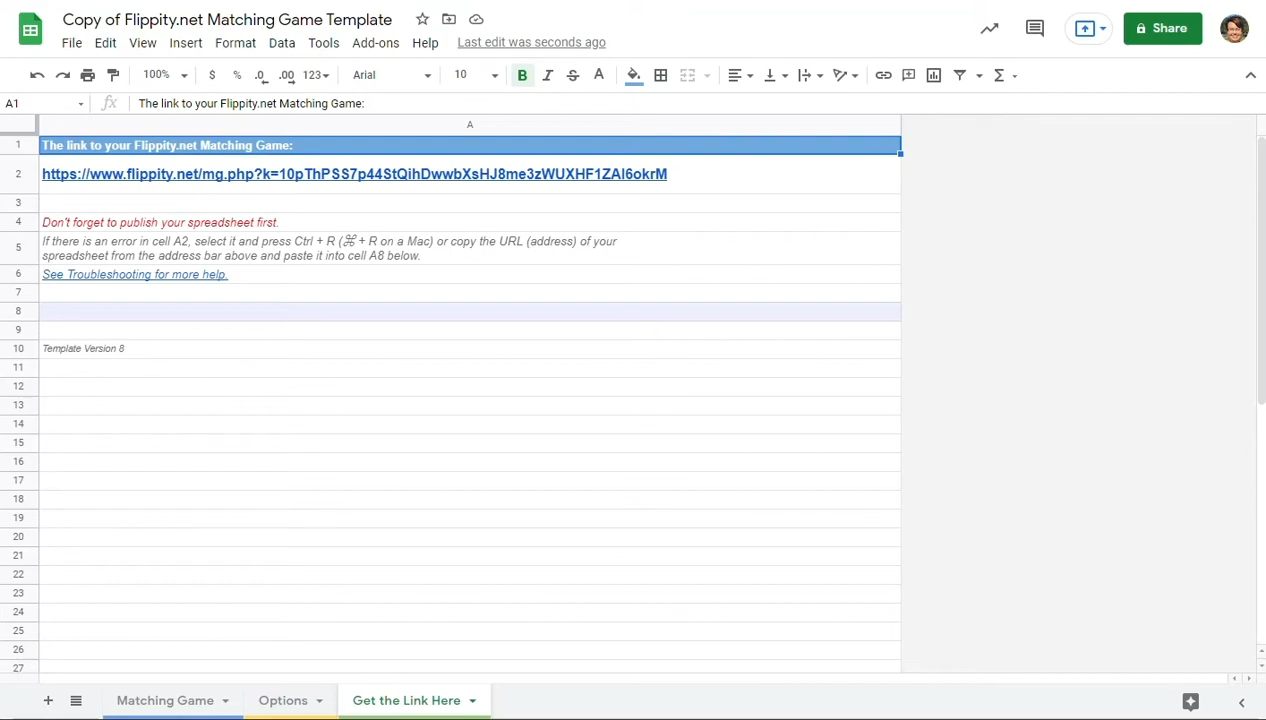 Copy of Flippity.net Matching Game Template
File Edit View Insert Format Data Tools Add-ons Help Last edit was seconds ago
Share
100% $ % .0 .00 123 Arial 10 B I S A Σ
A1 fx The link to your Flippity.net Matching Game:
A
1 The link to your Flippity.net Matching Game:
2 https://www.flippity.net/mg.php?k=10pThPSS7p44StQihDwwbXsHJ8me3zWUXHF1ZAl6okrM
3
4 Don't forget to publish your spreadsheet first.
5 If there is an error in cell A2, select it and press Ctrl + R (⌘ + R on a Mac) or copy the URL (address) of your
spreadsheet from the address bar above and paste it into cell A8 below.
6 See Troubleshooting for more help.
7
8
9
10 Template Version 8
11
12
13
14
15
16
17
18
19
20
21
22
23
24
25
26
27
Matching Game Options Get the Link Here